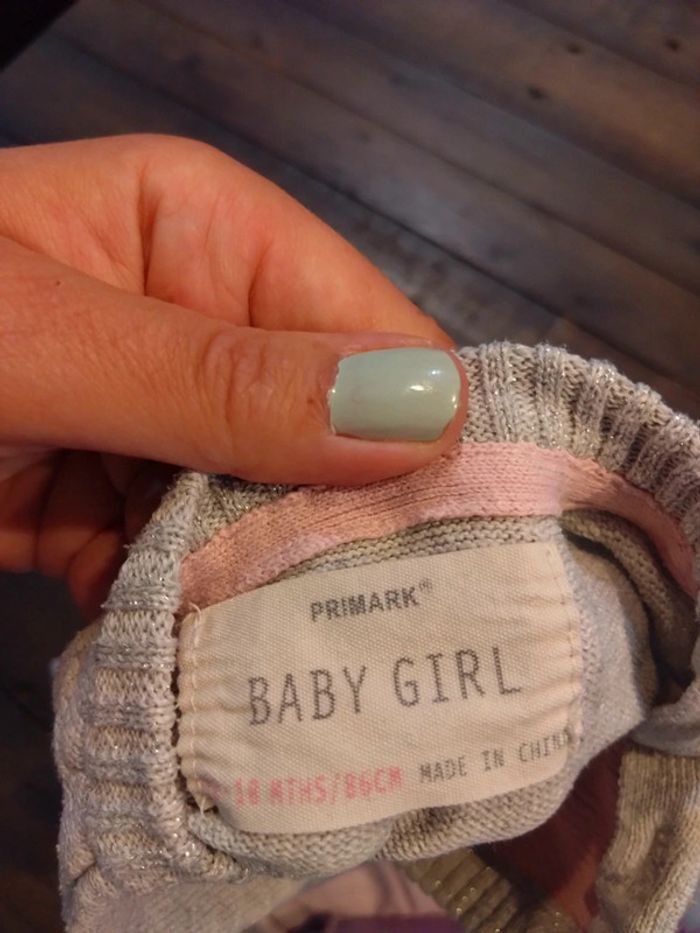 PRIMARK®
BABY GIRL
18 MTHS/86CM MADE IN CHINA